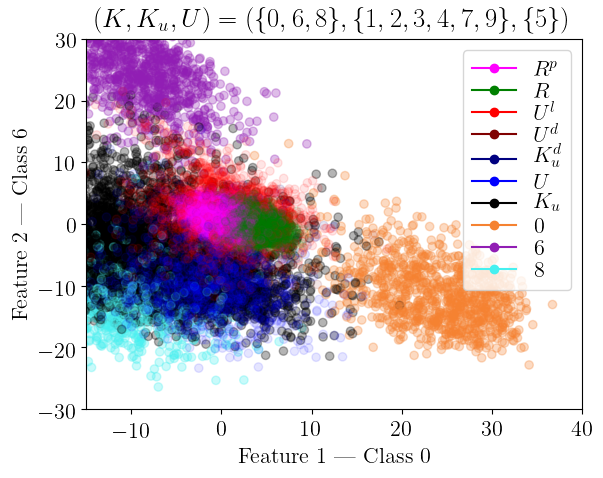 (K, K_u, U) = ({0, 6, 8}, {1, 2, 3, 4, 7, 9}, {5})
30
20
10
0
−10
−20
−30
Feature 2 — Class 6
R^p
R
U^l
U^d
K_u^d
U
K_u
0
6
8
−10
0
10
20
30
40
Feature 1 — Class 0